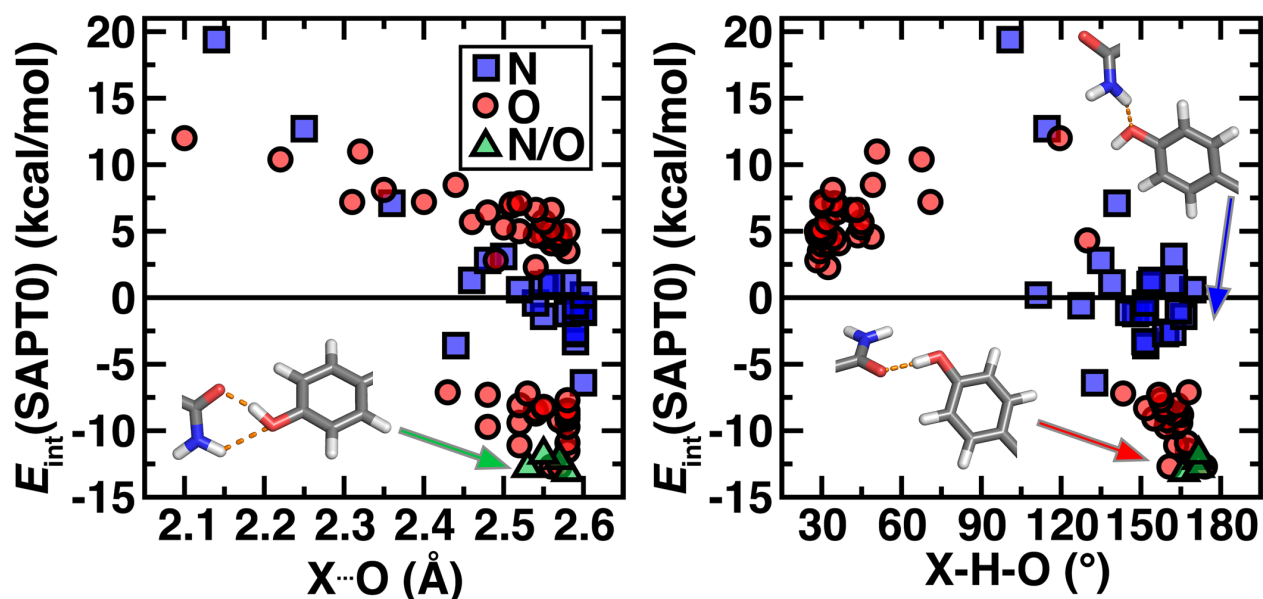 E_int(SAPT0) (kcal/mol)
20
15
10
5
0
-5
-10
-15
N
O
N/O
2.1 2.2 2.3 2.4 2.5 2.6
X···O (Å)
E_int(SAPT0) (kcal/mol)
20
15
10
5
0
-5
-10
-15
30 60 90 120 150 180
X-H-O (°)